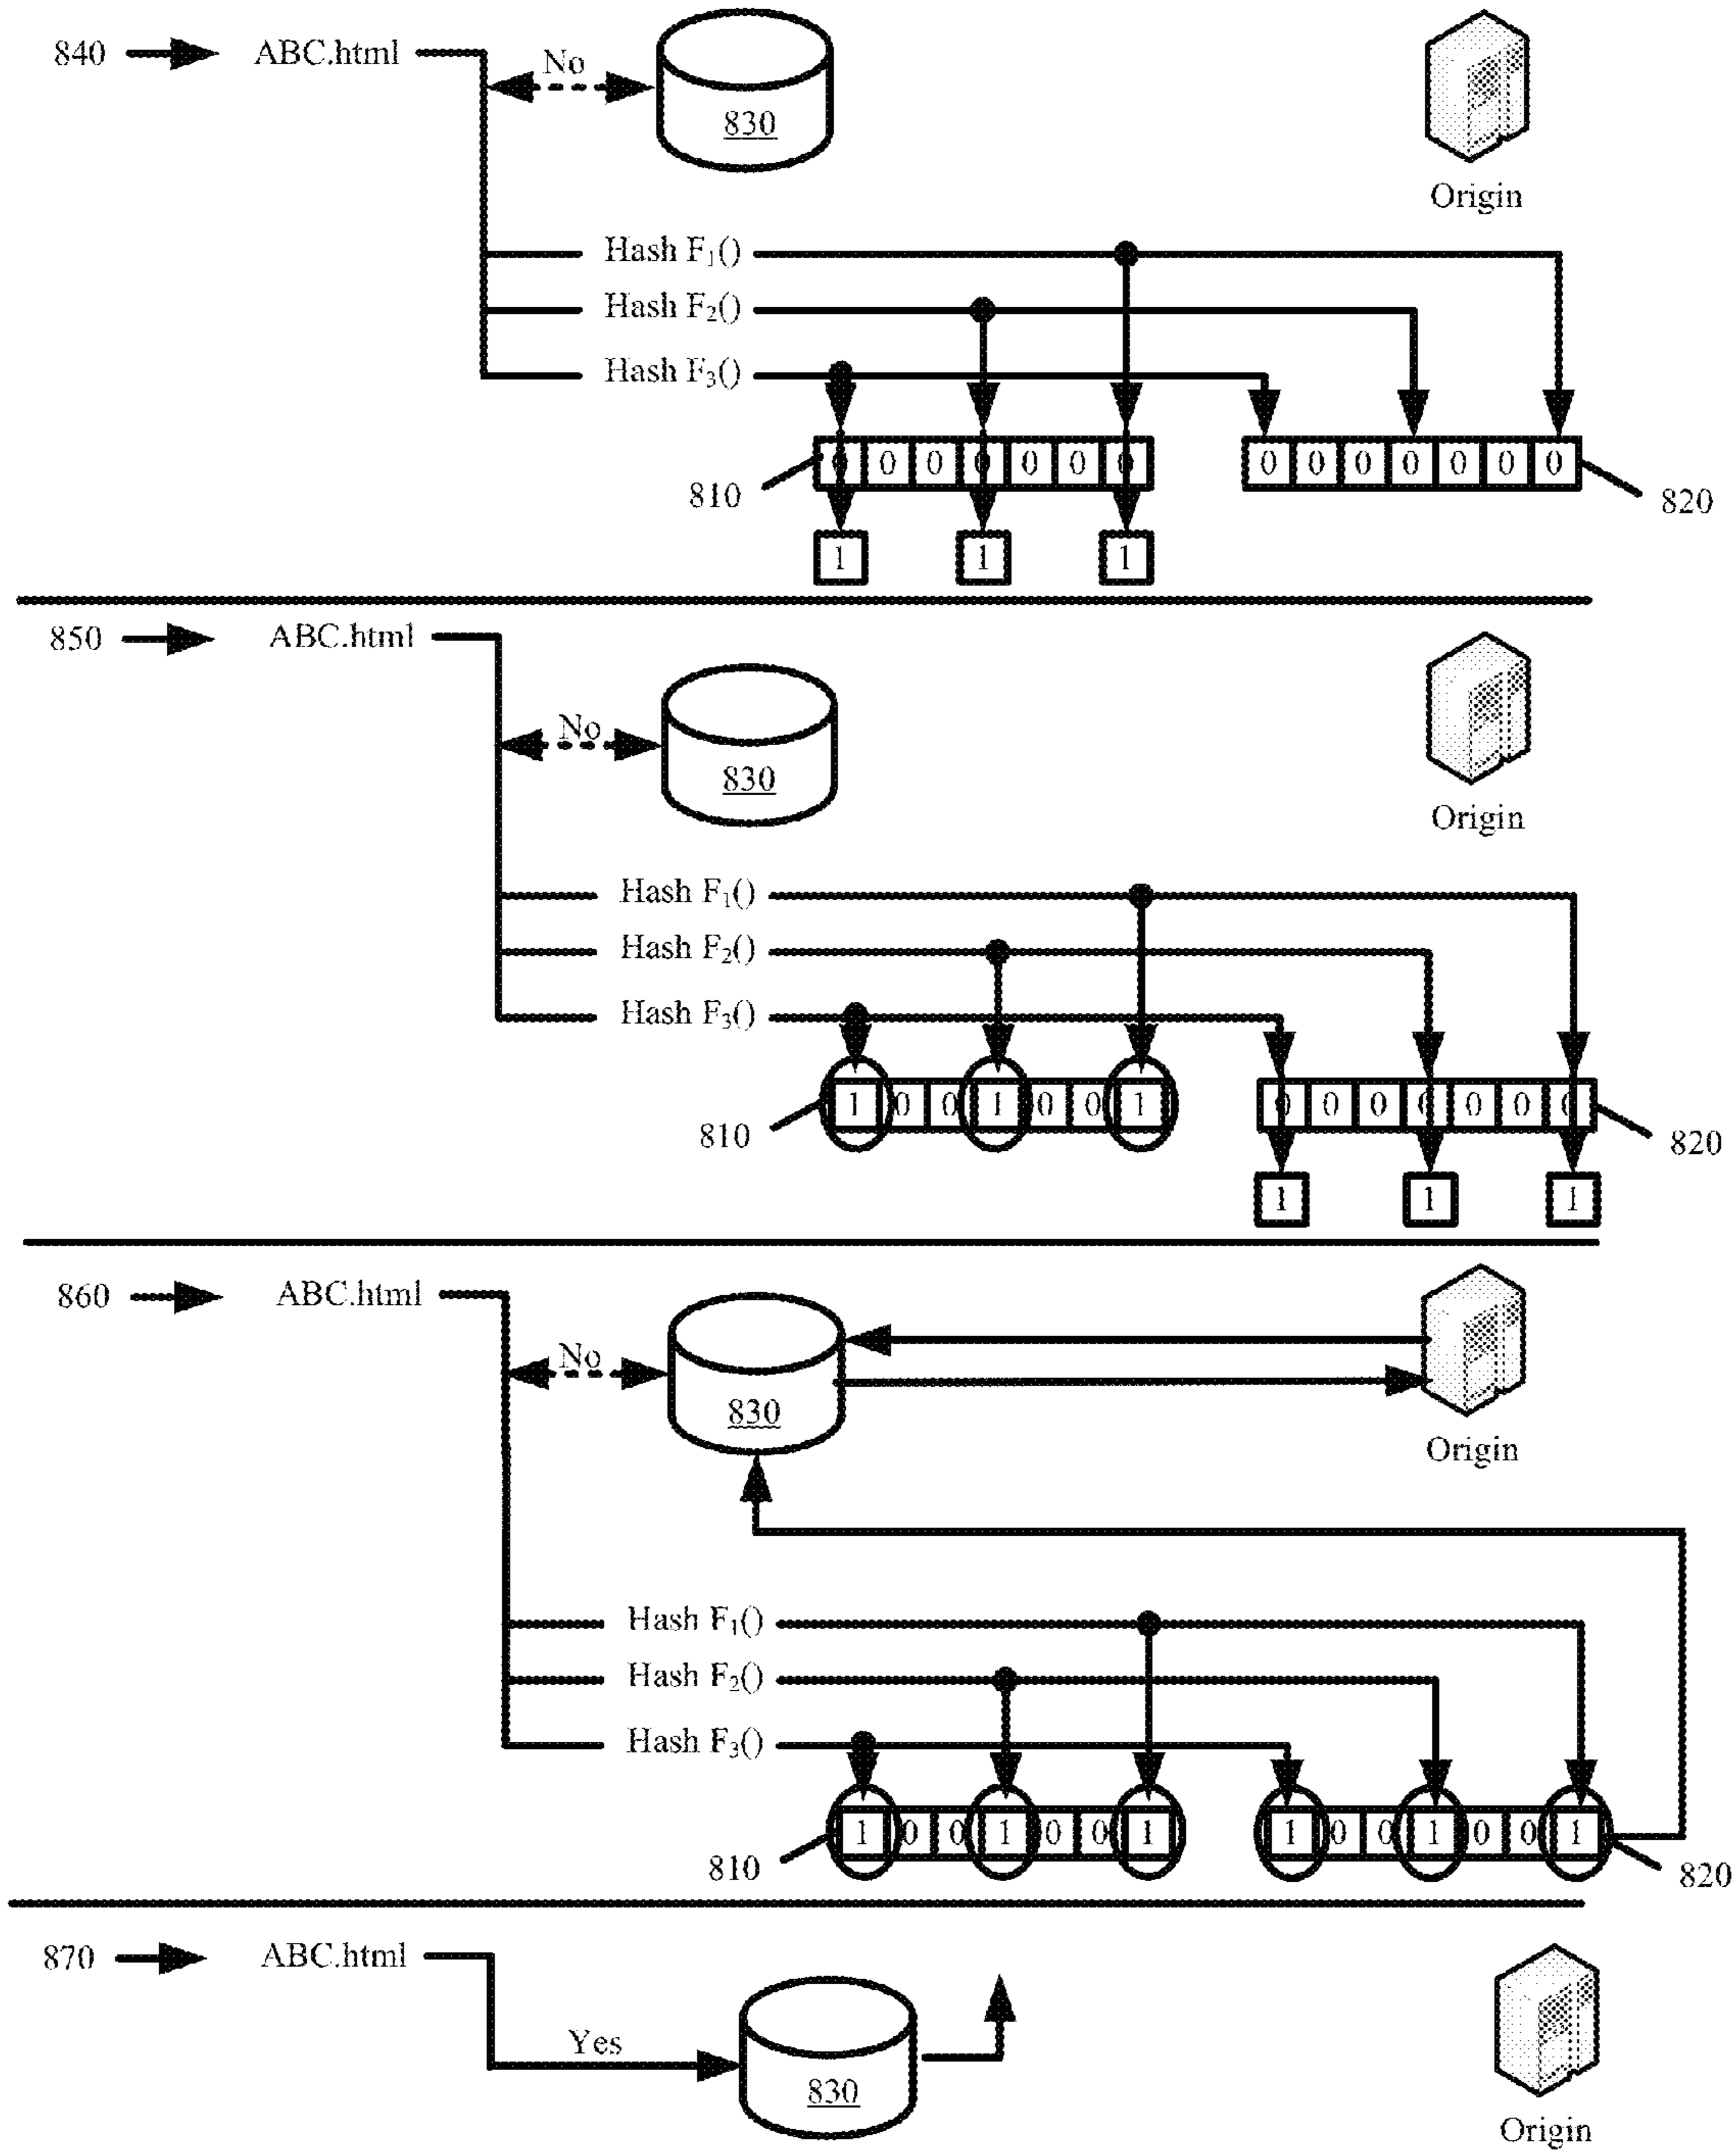 840 ABC.html No
830
Origin
Hash F₁()
Hash F₂()
Hash F₃()
0 0 0 0 0 0 0 0 0 0 0 0 0 0
810 820
1 1 1
850 ABC.html
No
830
Origin
Hash F₁()
Hash F₂()
Hash F₃()
1 0 0 1 0 0 1 0 0 0 0 0 0 0
810 820
1 1 1
860 ABC.html
No
830
Origin
Hash F₁()
Hash F₂()
Hash F₃()
1 0 0 1 0 0 1 1 0 0 1 0 0 1
810 820
870 ABC.html
Yes
830
Origin